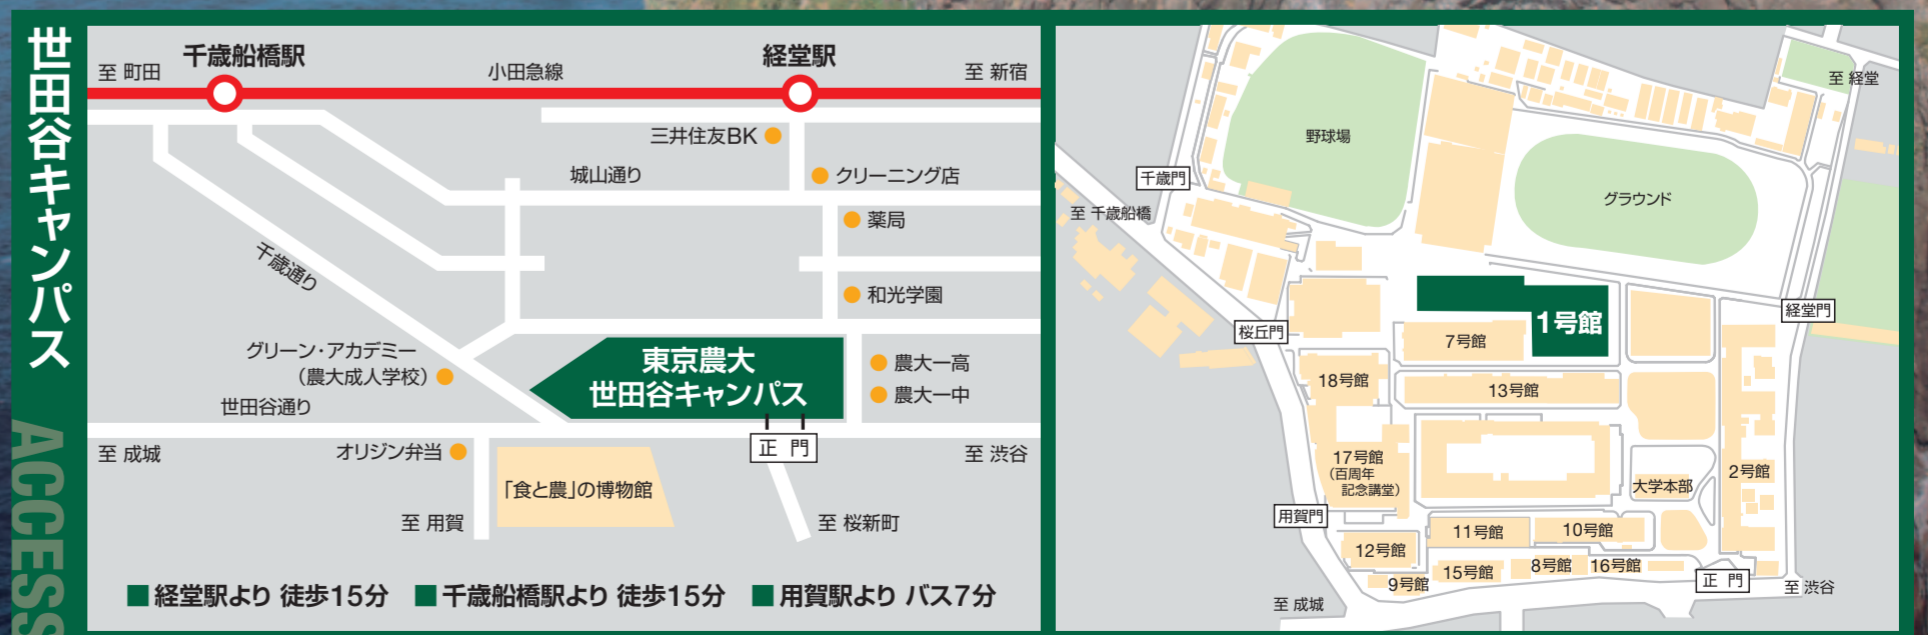 世田谷キャンパス
ACCESS
千歳船橋駅
経堂駅
至 町田
小田急線
至 新宿
三井住友BK
城山通り
クリーニング店
薬局
千歳通り
和光学園
グリーン・アカデミー
(農大成人学校)
東京農大
世田谷キャンパス
農大一高
農大一中
世田谷通り
至 成城
オリジン弁当
正 門
至 渋谷
「食と農」の博物館
至 用賀
至 桜新町
■経堂駅より 徒歩15分 ■千歳船橋駅より 徒歩15分 ■用賀駅より バス7分
至 経堂
野球場
千歳門
グラウンド
至 千歳船橋
経堂門
1号館
桜丘門
7号館
18号館
13号館
17号館
(百周年
記念講堂)
2号館
大学本部
用賀門
11号館
10号館
12号館
8号館
16号館
15号館
9号館
正 門
至 渋谷
至 成城